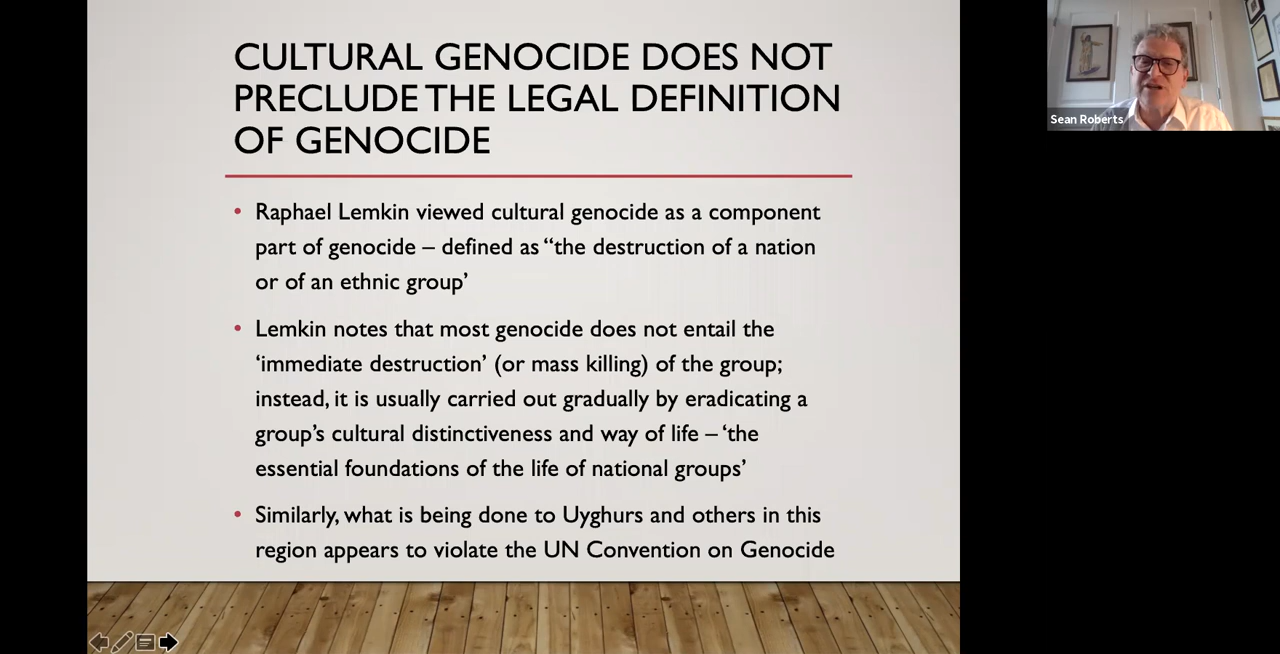 CULTURAL GENOCIDE DOES NOT
PRECLUDE THE LEGAL DEFINITION
OF GENOCIDE
• Raphael Lemkin viewed cultural genocide as a component
part of genocide – defined as “the destruction of a nation
or of an ethnic group’
• Lemkin notes that most genocide does not entail the
‘immediate destruction’ (or mass killing) of the group;
instead, it is usually carried out gradually by eradicating a
group’s cultural distinctiveness and way of life – ‘the
essential foundations of the life of national groups’
• Similarly, what is being done to Uyghurs and others in this
region appears to violate the UN Convention on Genocide
Sean Roberts